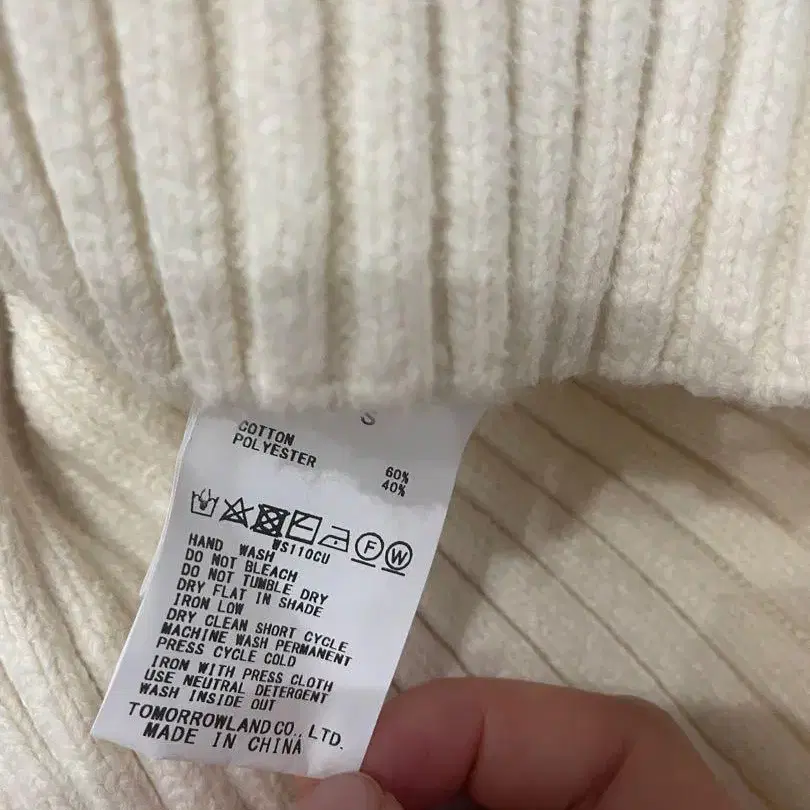 S
COTTON 60%
POLYESTER 40%
F W
WS110CU
HAND WASH
DO NOT BLEACH
DO NOT TUMBLE DRY
DRY FLAT IN SHADE
IRON LOW
DRY CLEAN SHORT CYCLE
MACHINE WASH PERMANENT
PRESS CYCLE COLD
IRON WITH PRESS CLOTH
USE NEUTRAL DETERGENT
WASH INSIDE OUT
TOMORROWLAND CO., LTD.
MADE IN CHINA